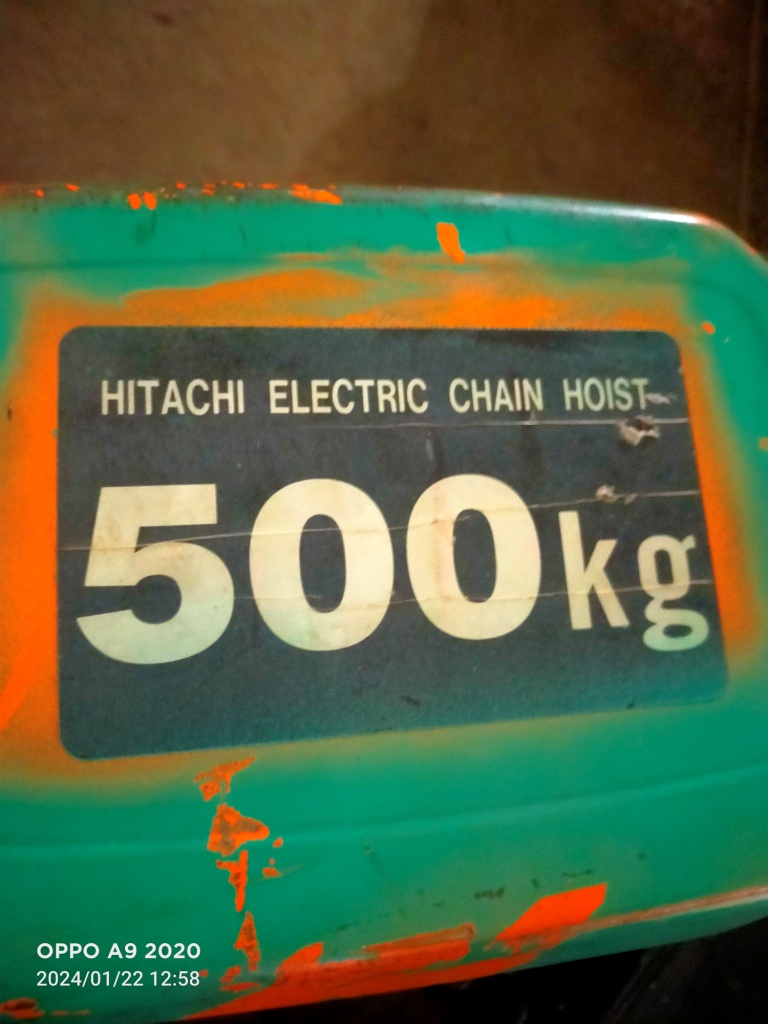 HITACHI ELECTRIC CHAIN HOIST
500kg
OPPO A9 2020
2024/01/22 12:58